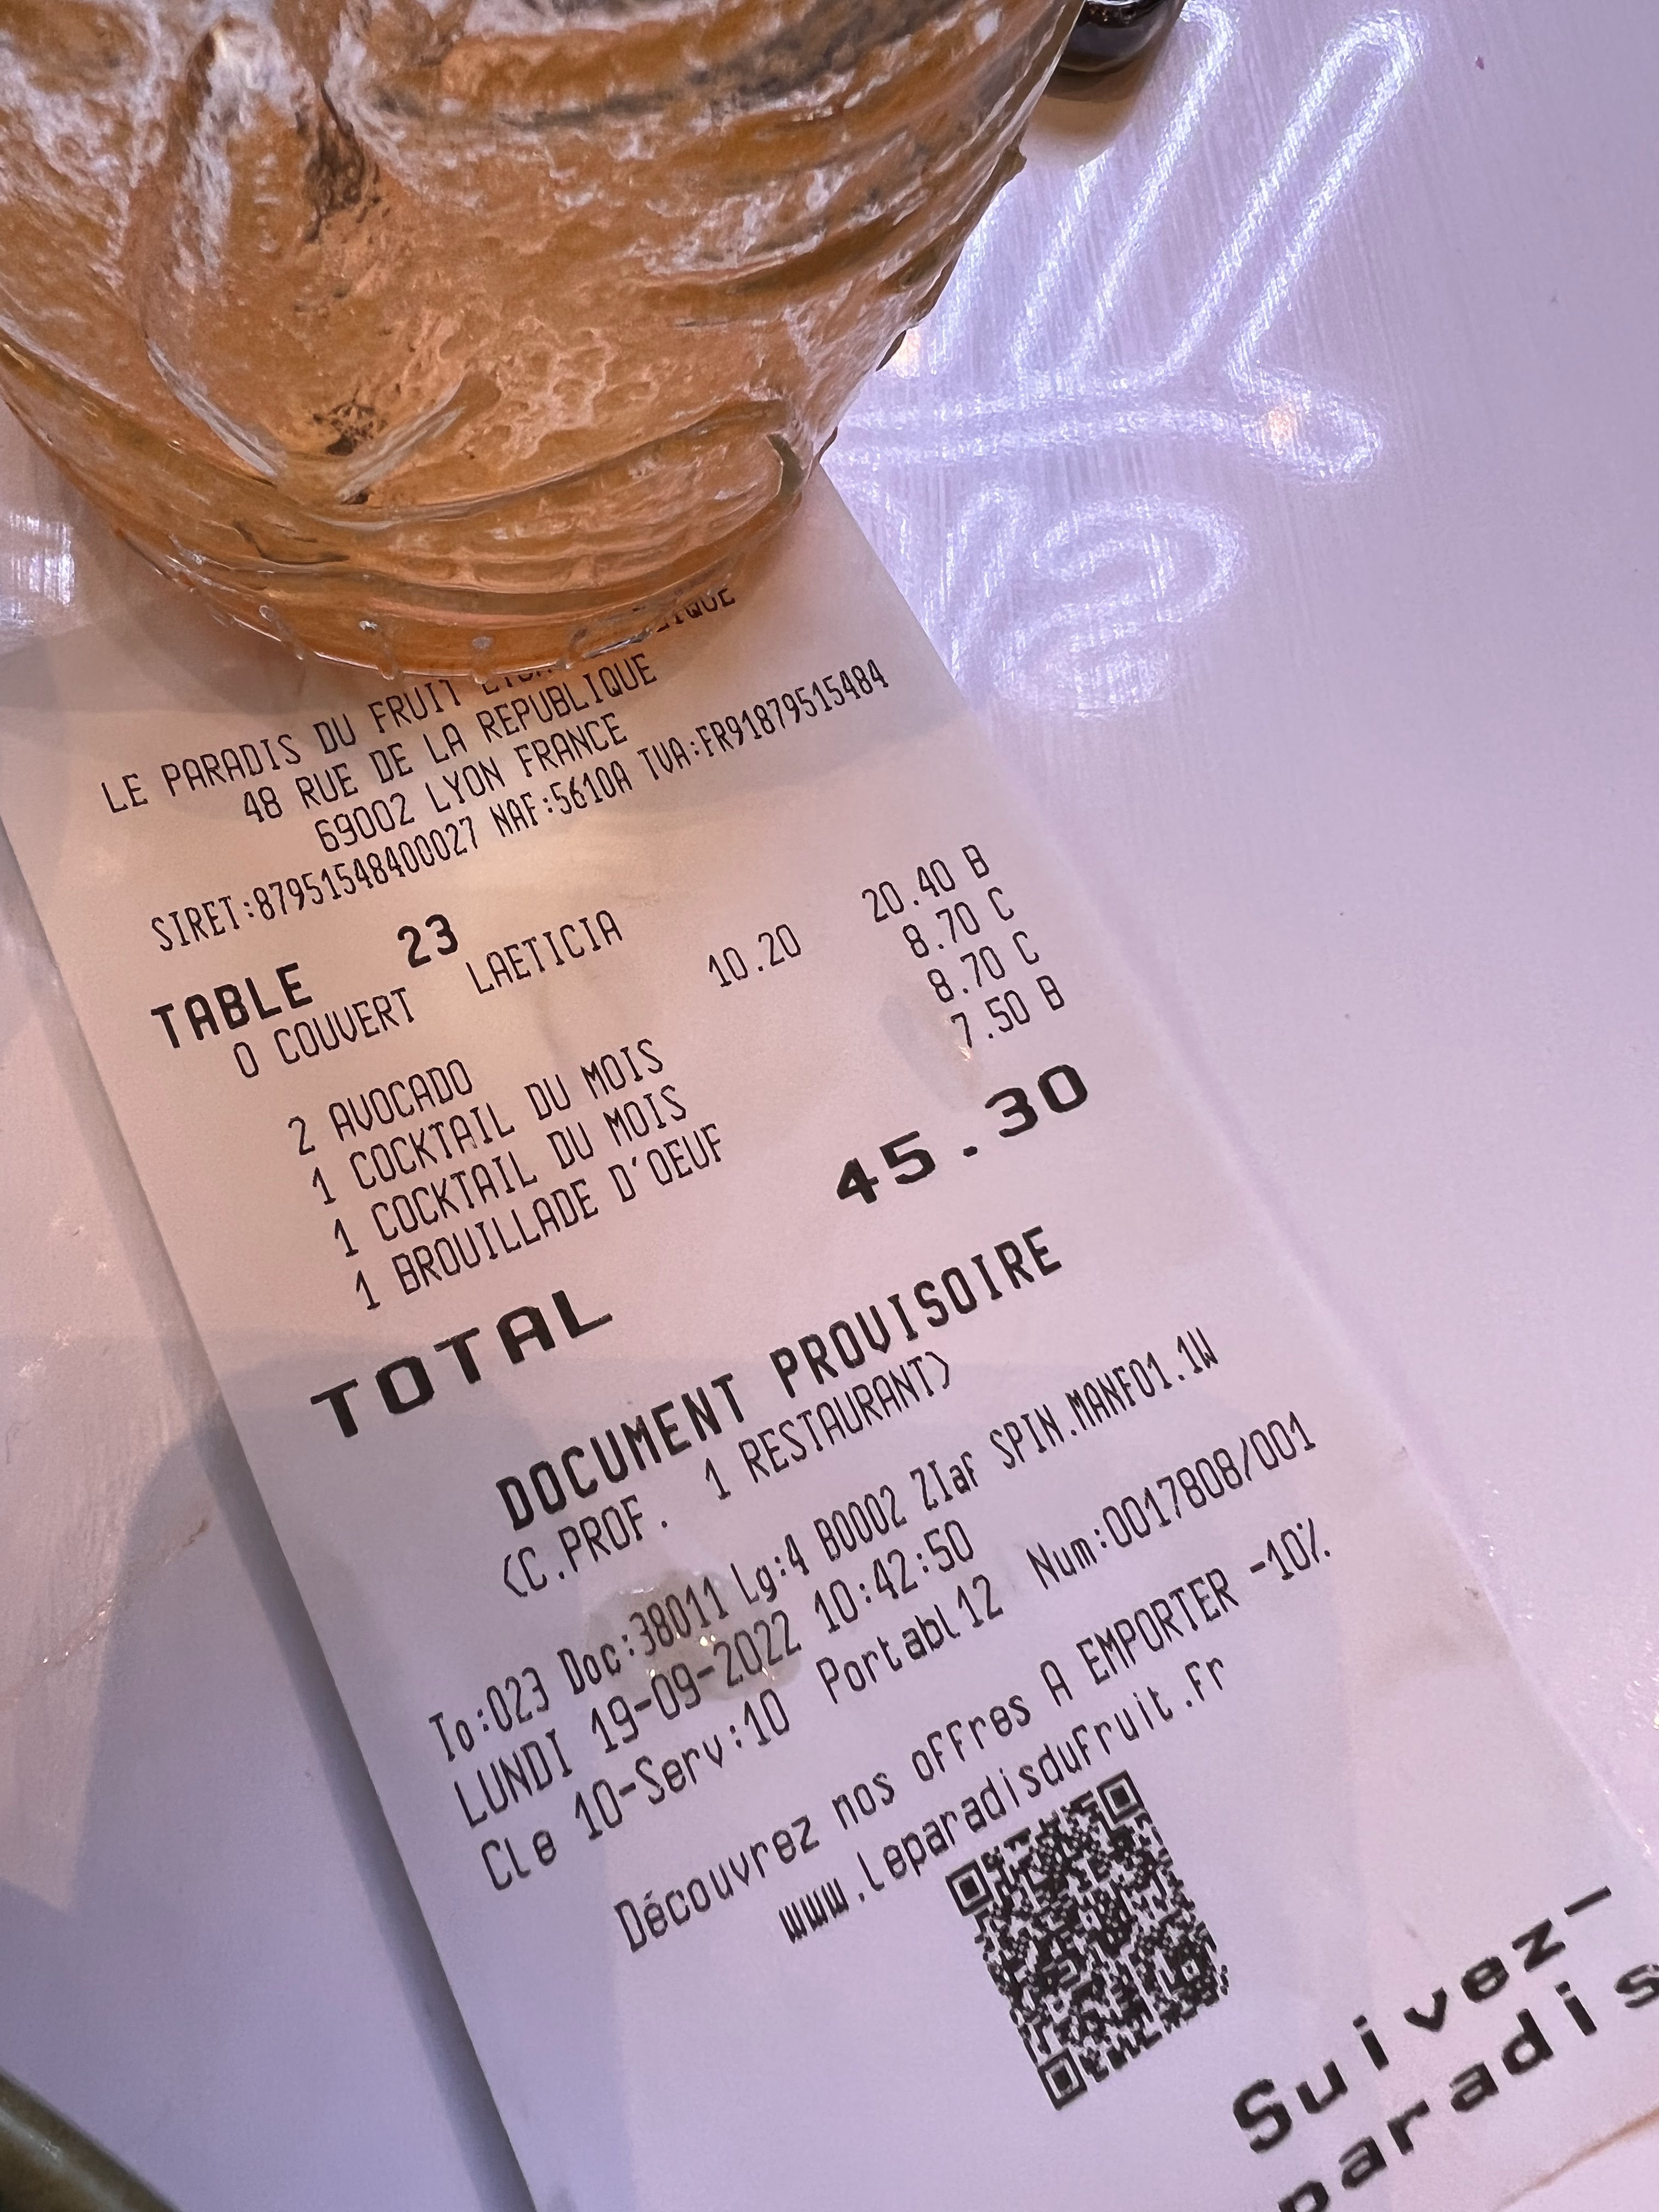 LE PARADIS DU FRUIT
48 RUE DE LA REPUBLIQUE
69002 LYON FRANCE
SIRET:87951548400027 NAF:5610A TVA:FR91879515484
TABLE 23
0 COUVERT LAETICIA
2 AVOCADO 10.20 20.40 B
1 COCKTAIL DU MOIS 8.70 C
1 COCKTAIL DU MOIS 8.70 C
1 BROUILLADE D'OEUF 7.50 B
TOTAL 45.30
DOCUMENT PROVISOIRE
(C.PROF. 1 RESTAURANT)
To:023 Doc:38011 Lg:4 B0002 ZIaf SPIN.MANF01.1W
LUNDI 19-09-2022 10:42:50
Cle 10-Serv:10 Portabl12 Num:0017808/001
Découvrez nos offres A EMPORTER -10%
www.leparadisdufruit.fr
Suivez-
paradis